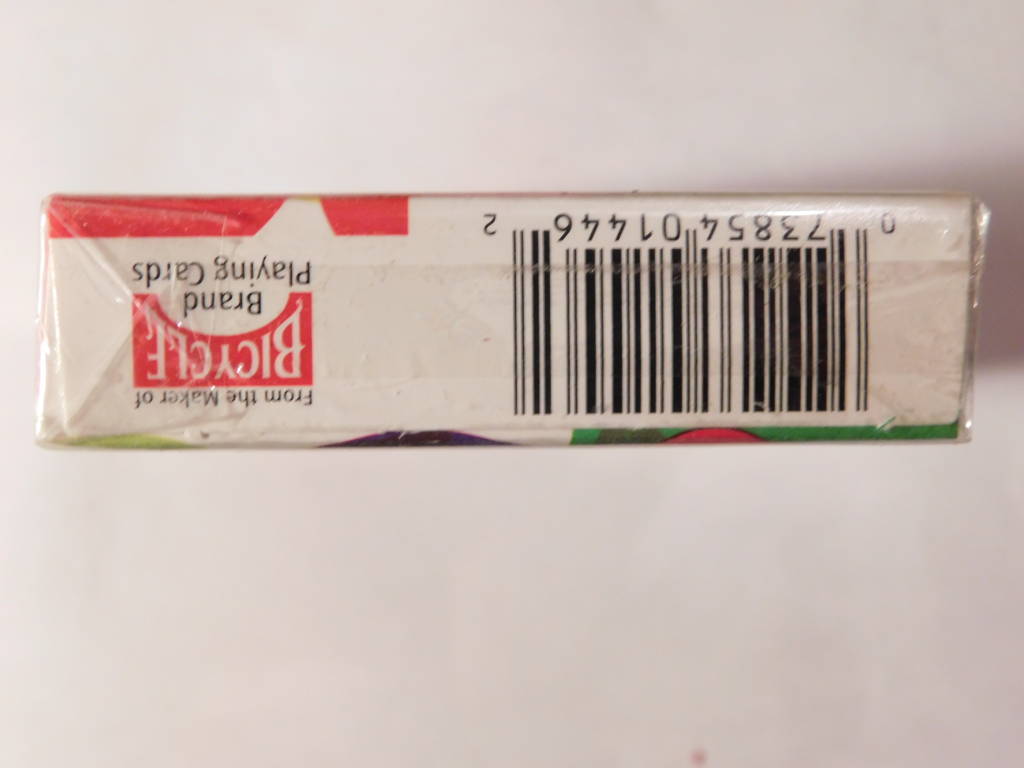 From the Maker of
BICYCLE
Brand
Playing Cards
0 73854 01446 2